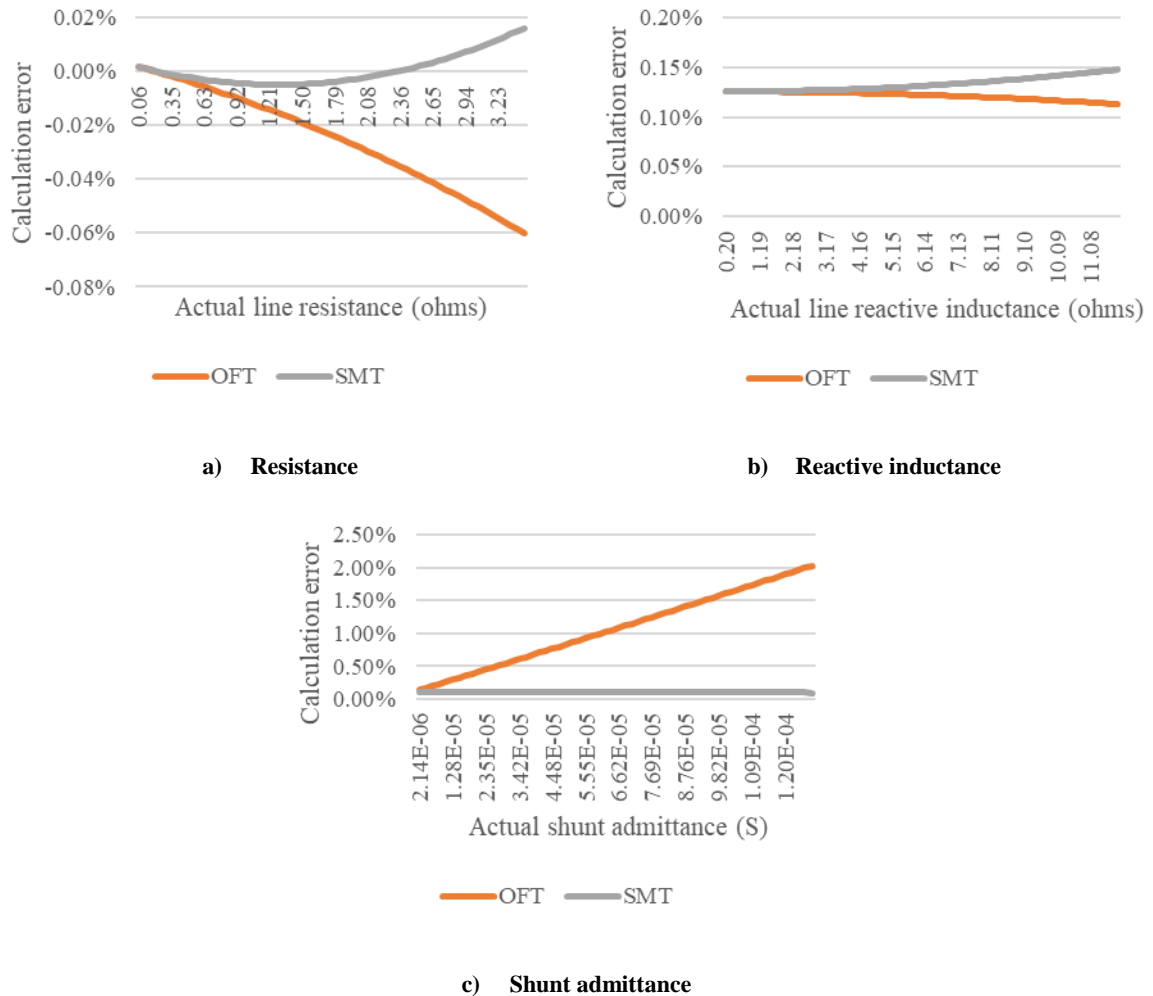 0.02%
0.00%
-0.02%
-0.04%
-0.06%
-0.08%
Calculation error
0.06 0.35 0.63 0.92 1.21 1.50 1.79 2.08 2.36 2.65 2.94 3.23
Actual line resistance (ohms)
OFT SMT
a) Resistance
0.20%
0.15%
0.10%
0.05%
0.00%
Calculation error
0.20 1.19 2.18 3.17 4.16 5.15 6.14 7.13 8.11 9.10 10.09 11.08
Actual line reactive inductance (ohms)
OFT SMT
b) Reactive inductance
2.50%
2.00%
1.50%
1.00%
0.50%
0.00%
Calculation error
2.14E-06 1.28E-05 2.35E-05 3.42E-05 4.48E-05 5.55E-05 6.62E-05 7.69E-05 8.76E-05 9.82E-05 1.09E-04 1.20E-04
Actual shunt admittance (S)
OFT SMT
c) Shunt admittance